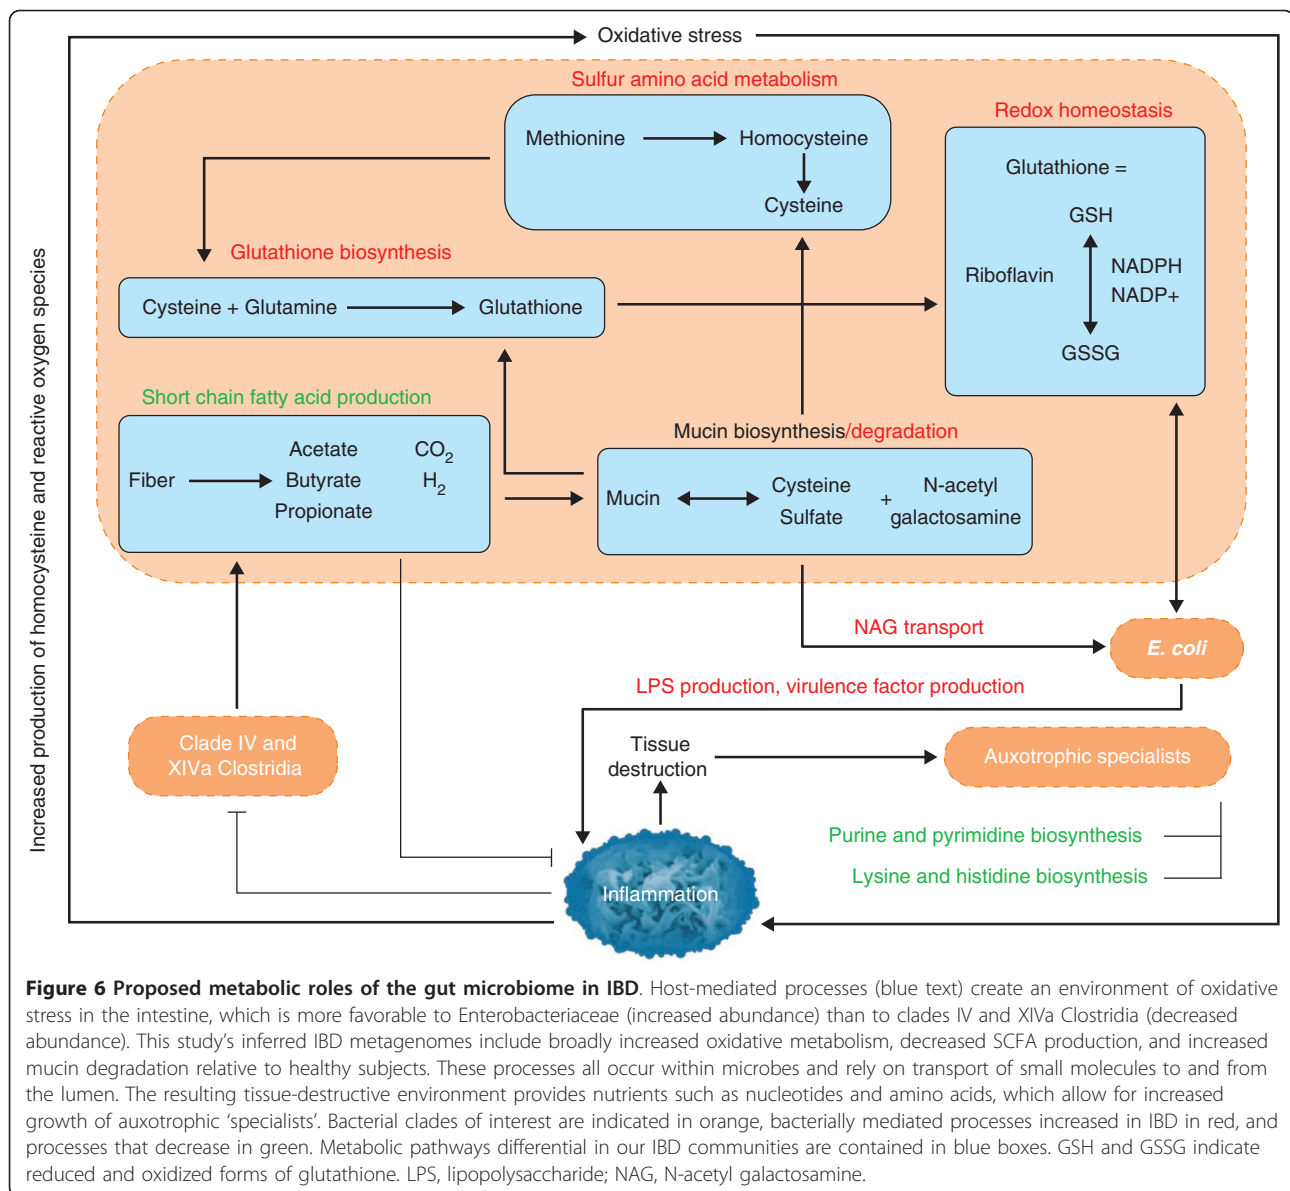 Oxidative stress
Increased production of homocysteine and reactive oxygen species
Sulfur amino acid metabolism
Methionine
Homocysteine
Cysteine
Redox homeostasis
Glutathione =
GSH
Riboflavin
NADPH
NADP+
GSSG
Glutathione biosynthesis
Cysteine + Glutamine
Glutathione
Short chain fatty acid production
Fiber
Acetate
Butyrate
Propionate
CO2
H2
Mucin biosynthesis/degradation
Mucin
Cysteine
Sulfate
+
N-acetyl
galactosamine
NAG transport
E. coli
LPS production, virulence factor production
Clade IV and
XIVa Clostridia
Tissue
destruction
Auxotrophic specialists
Purine and pyrimidine biosynthesis
Lysine and histidine biosynthesis
Inflammation
Figure 6 Proposed metabolic roles of the gut microbiome in IBD. Host-mediated processes (blue text) create an environment of oxidative
stress in the intestine, which is more favorable to Enterobacteriaceae (increased abundance) than to clades IV and XIVa Clostridia (decreased
abundance). This study's inferred IBD metagenomes include broadly increased oxidative metabolism, decreased SCFA production, and increased
mucin degradation relative to healthy subjects. These processes all occur within microbes and rely on transport of small molecules to and from
the lumen. The resulting tissue-destructive environment provides nutrients such as nucleotides and amino acids, which allow for increased
growth of auxotrophic 'specialists'. Bacterial clades of interest are indicated in orange, bacterially mediated processes increased in IBD in red, and
processes that decrease in green. Metabolic pathways differential in our IBD communities are contained in blue boxes. GSH and GSSG indicate
reduced and oxidized forms of glutathione. LPS, lipopolysaccharide; NAG, N-acetyl galactosamine.